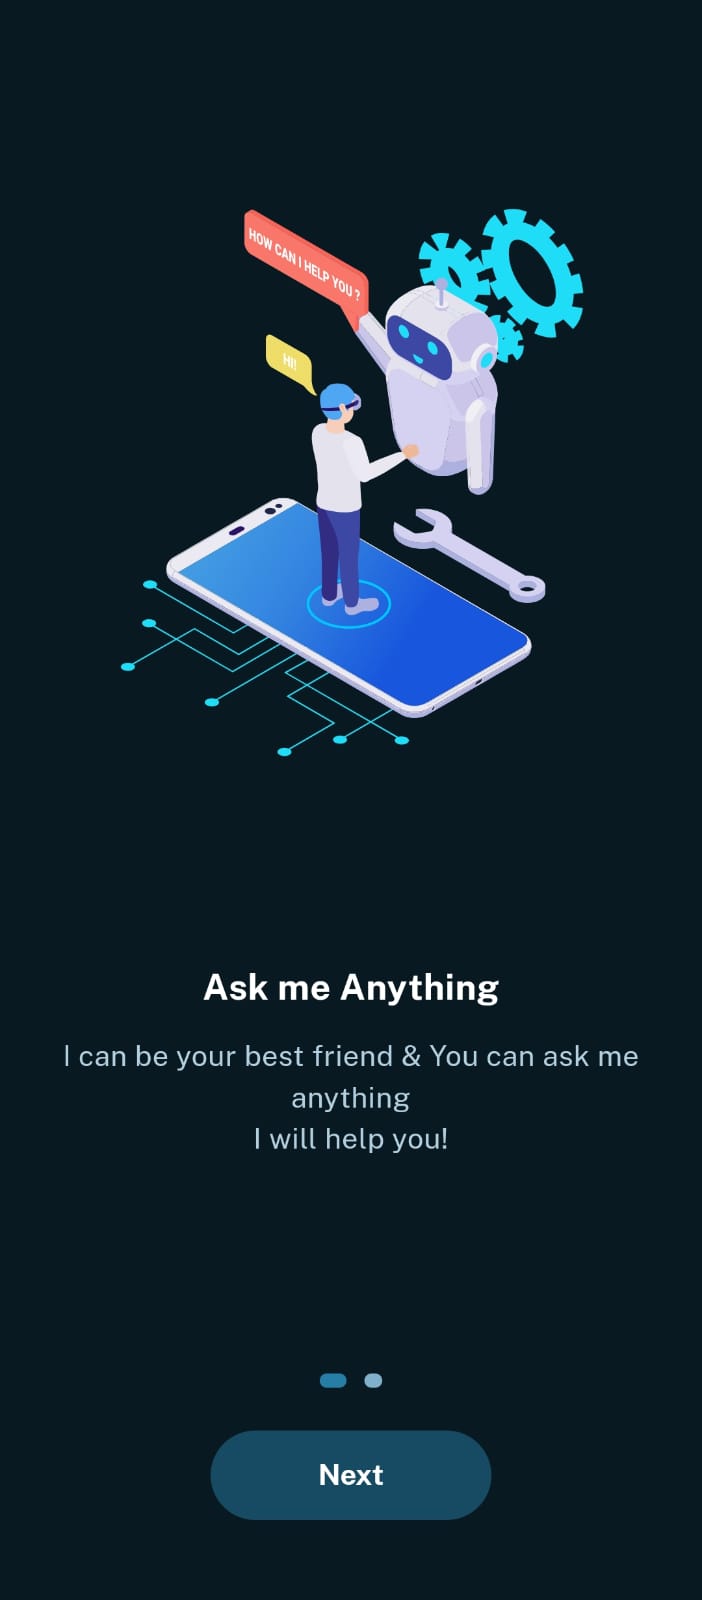 HOW CAN I HELP YOU ?
HI!
Ask me Anything
I can be your best friend & You can ask me
anything
I will help you!
Next